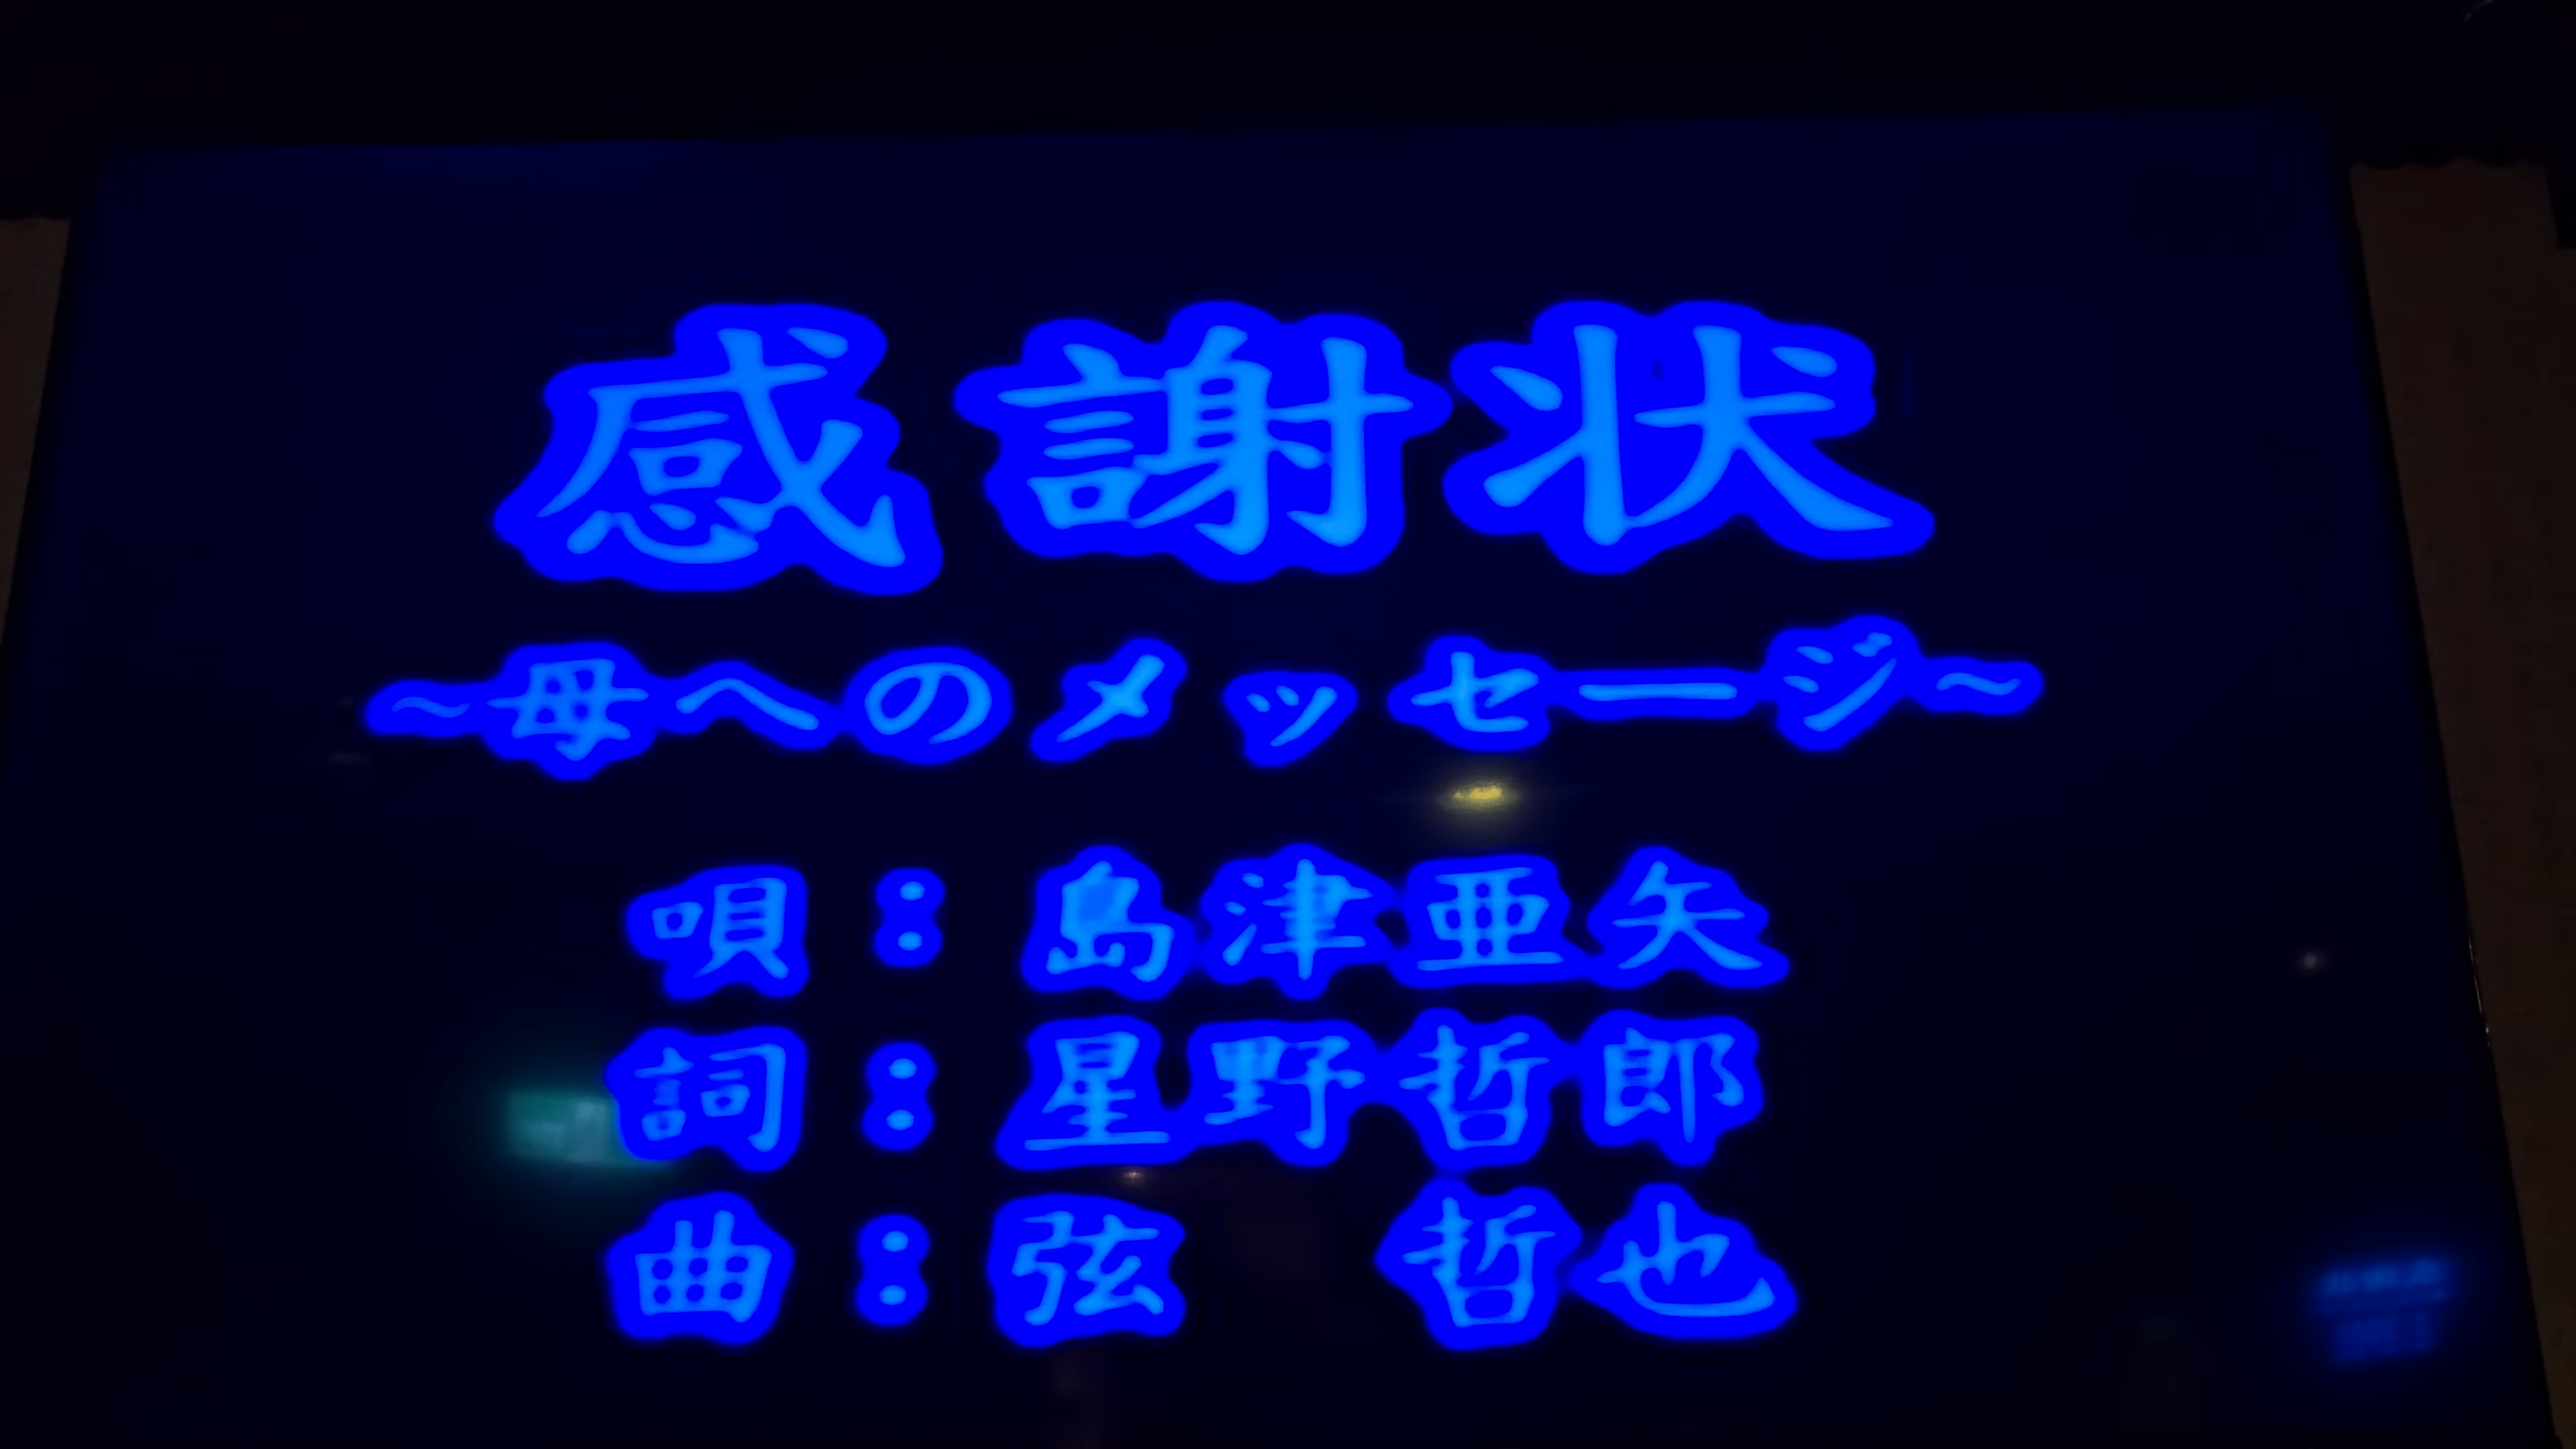 感謝状
~母へのメッセージ~
唄：島津亜矢
詞：星野哲郎
曲：弦　哲也